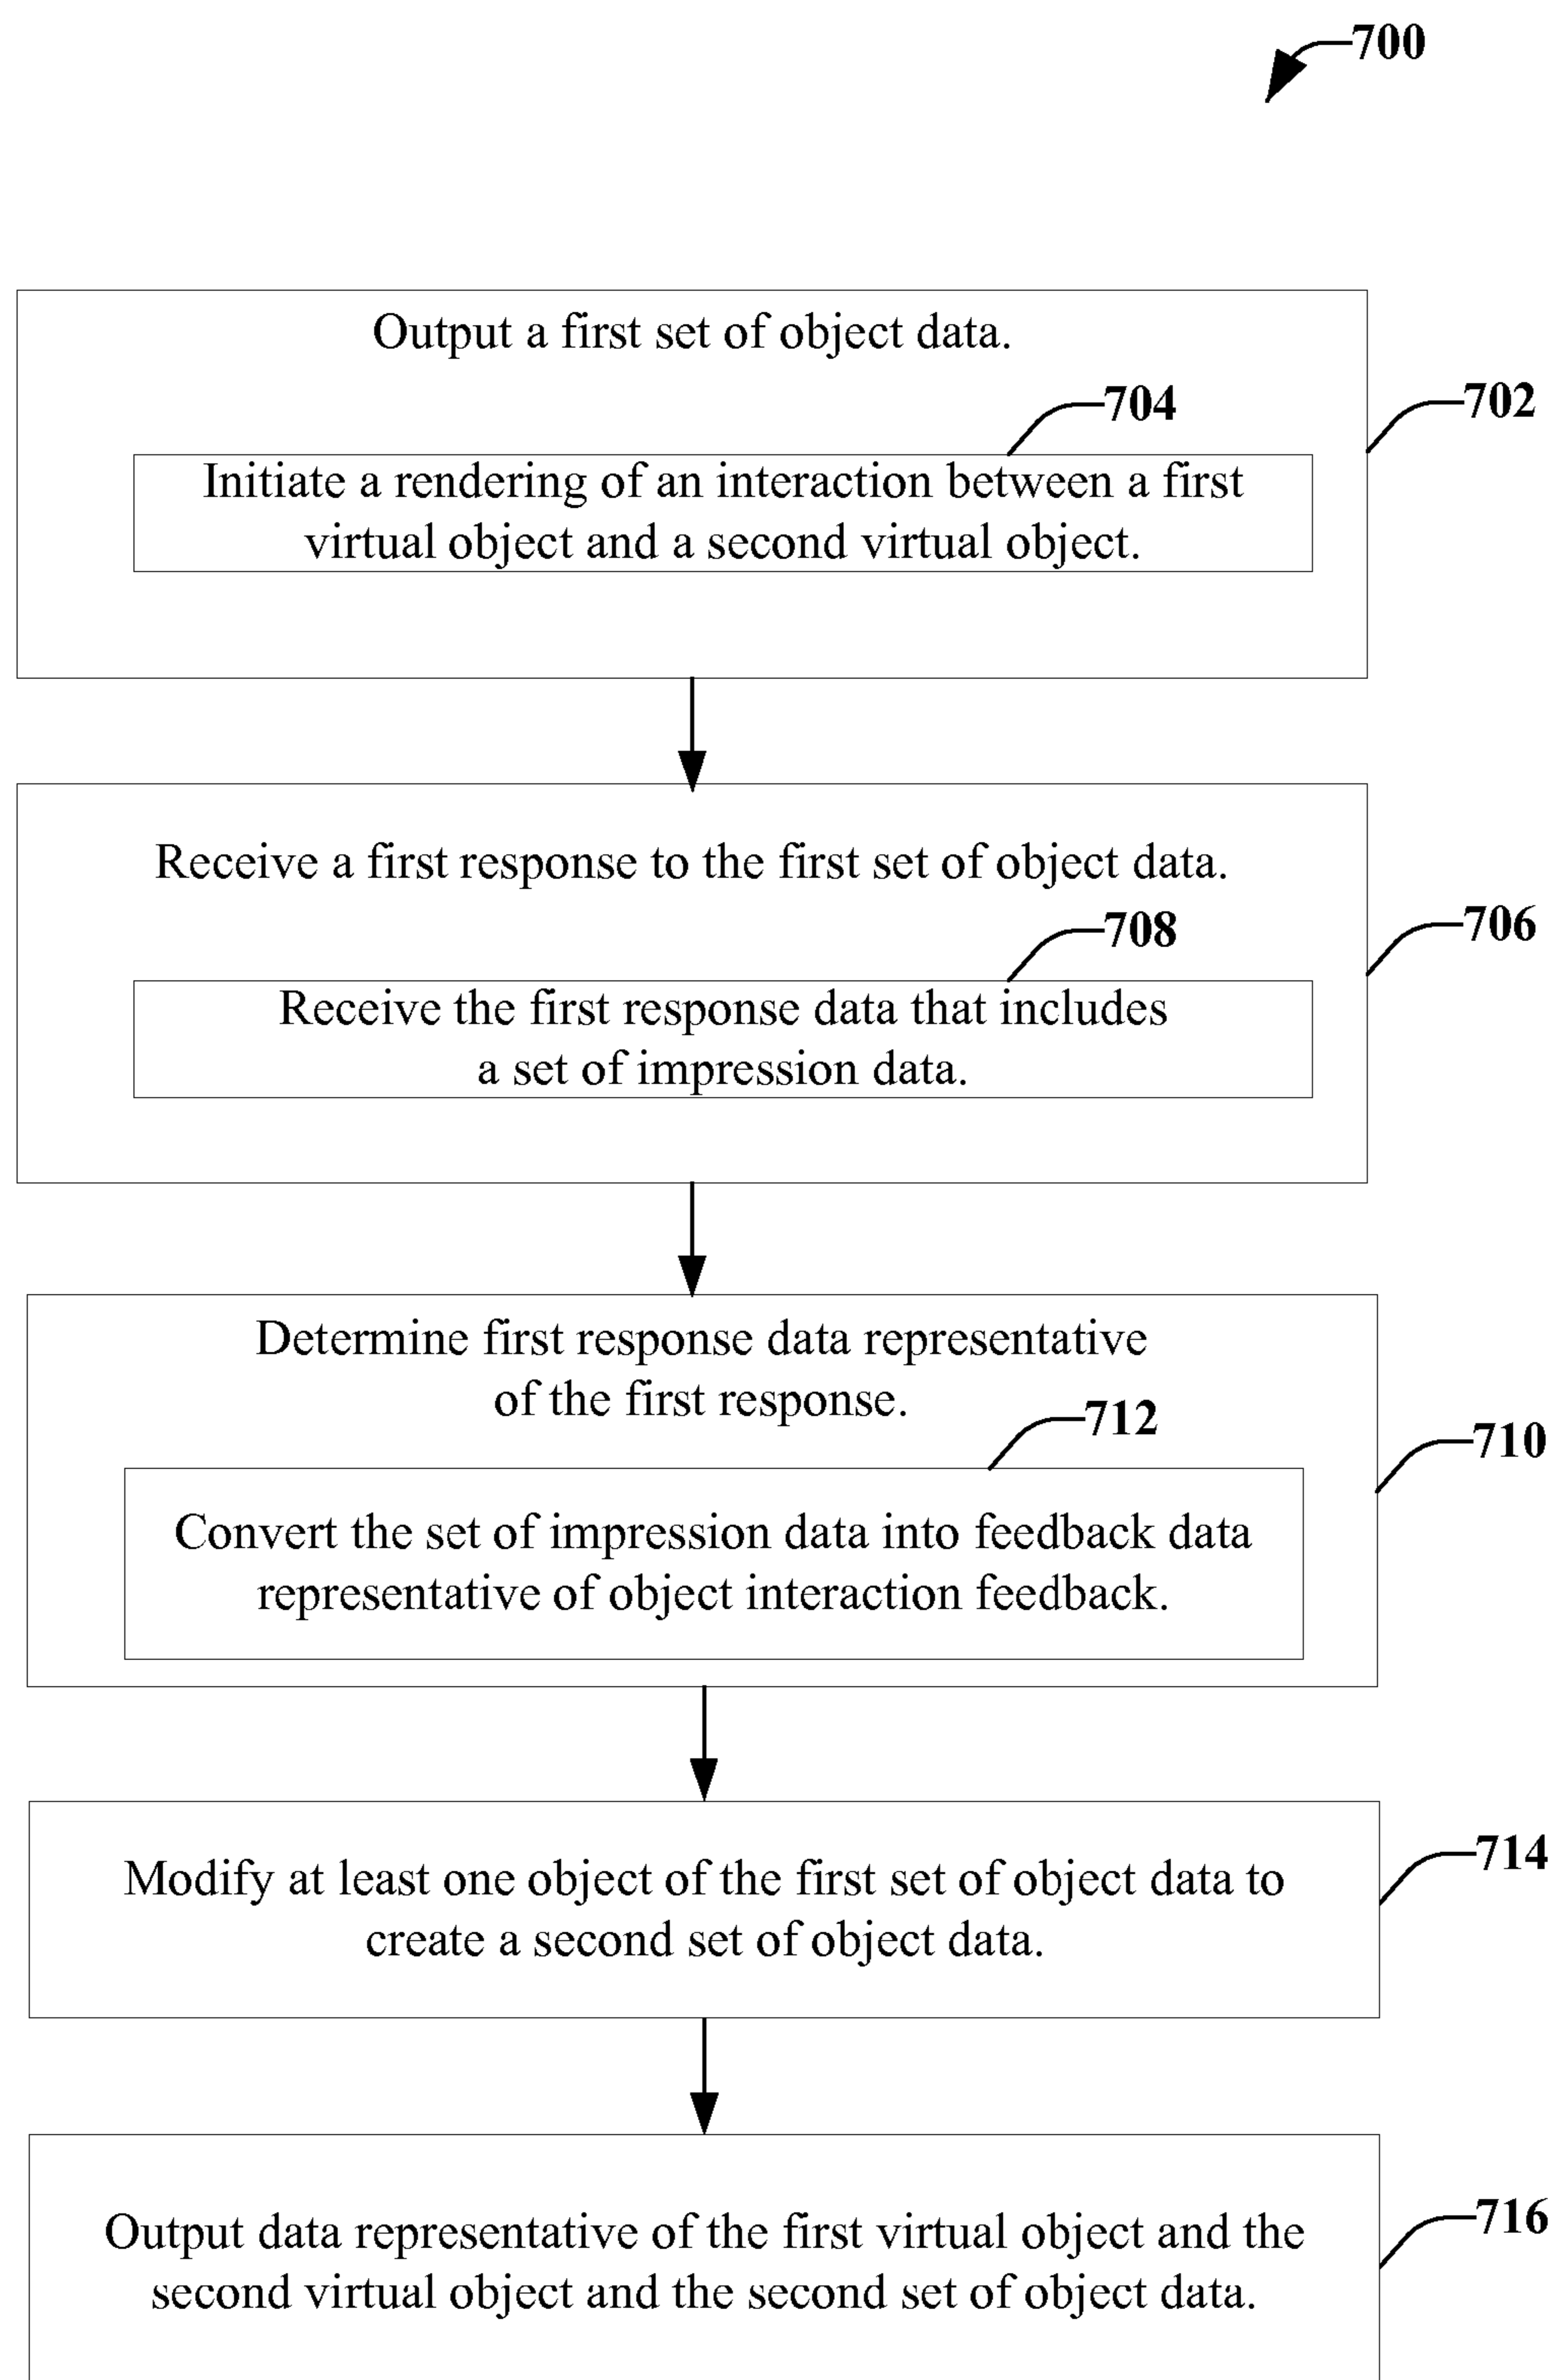 700
Output a first set of object data.
704
702
Initiate a rendering of an interaction between a first
virtual object and a second virtual object.
Receive a first response to the first set of object data.
708
706
Receive the first response data that includes
a set of impression data.
Determine first response data representative
of the first response.
712
710
Convert the set of impression data into feedback data
representative of object interaction feedback.
Modify at least one object of the first set of object data to
create a second set of object data.
714
Output data representative of the first virtual object and the
second virtual object and the second set of object data.
716